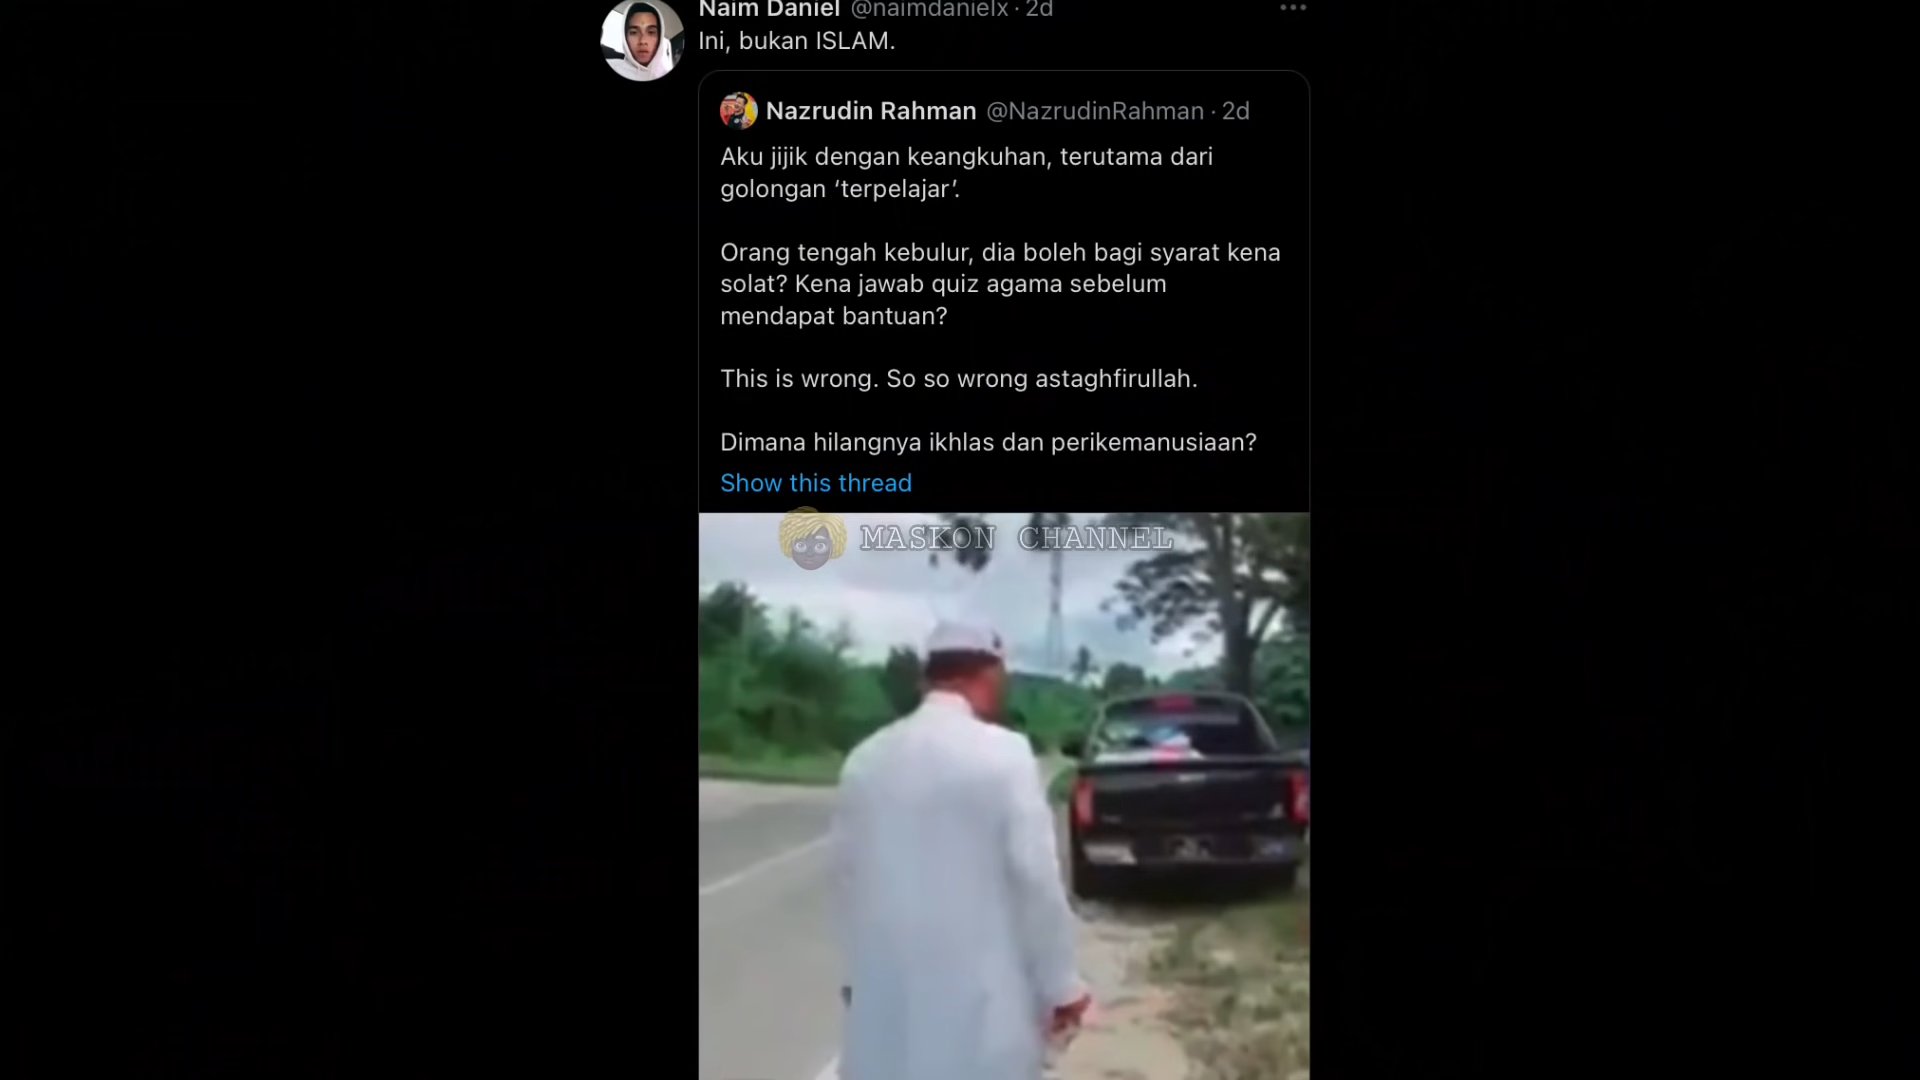 Naim Daniel @naimdanielx · 2d
Ini, bukan ISLAM.
Nazrudin Rahman @NazrudinRahman · 2d
Aku jijik dengan keangkuhan, terutama dari
golongan ‘terpelajar’.
Orang tengah kebulur, dia boleh bagi syarat kena
solat? Kena jawab quiz agama sebelum
mendapat bantuan?
This is wrong. So so wrong astaghfirullah.
Dimana hilangnya ikhlas dan perikemanusiaan?
Show this thread
MASKON CHANNEL